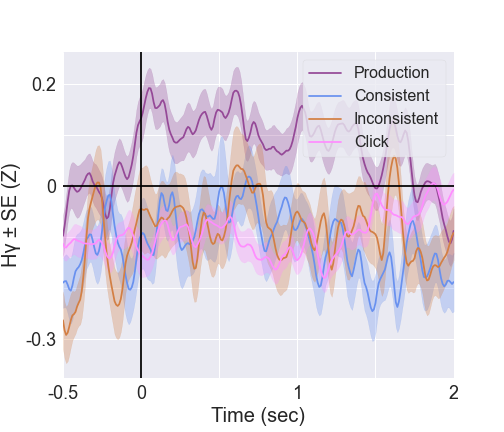 Production
Consistent
Inconsistent
Click
0.2
0
-0.3
Hγ ± SE (Z)
-0.5
0
1
2
Time (sec)